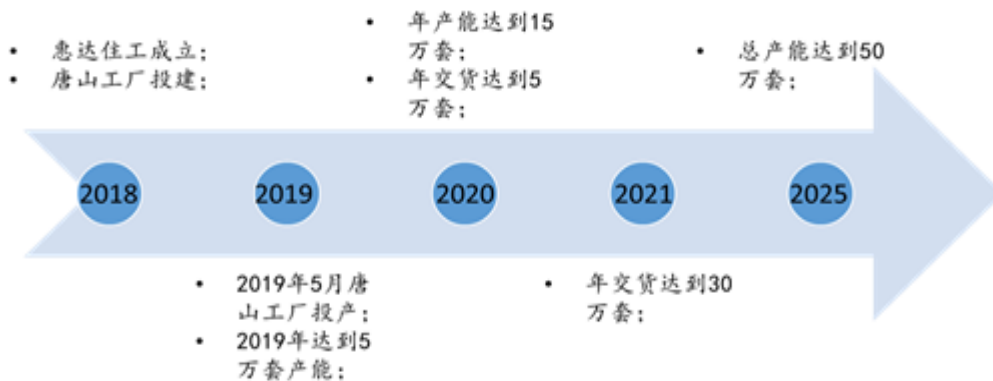 • 惠达住工成立；
• 唐山工厂投建；
• 年产能达到15
万套；
• 年交货达到5
万套；
• 总产能达到50
万套；
2018
2019
2020
2021
2025
• 2019年5月唐
山工厂投产；
• 2019年达到5
万套产能；
• 年交货达到30
万套；